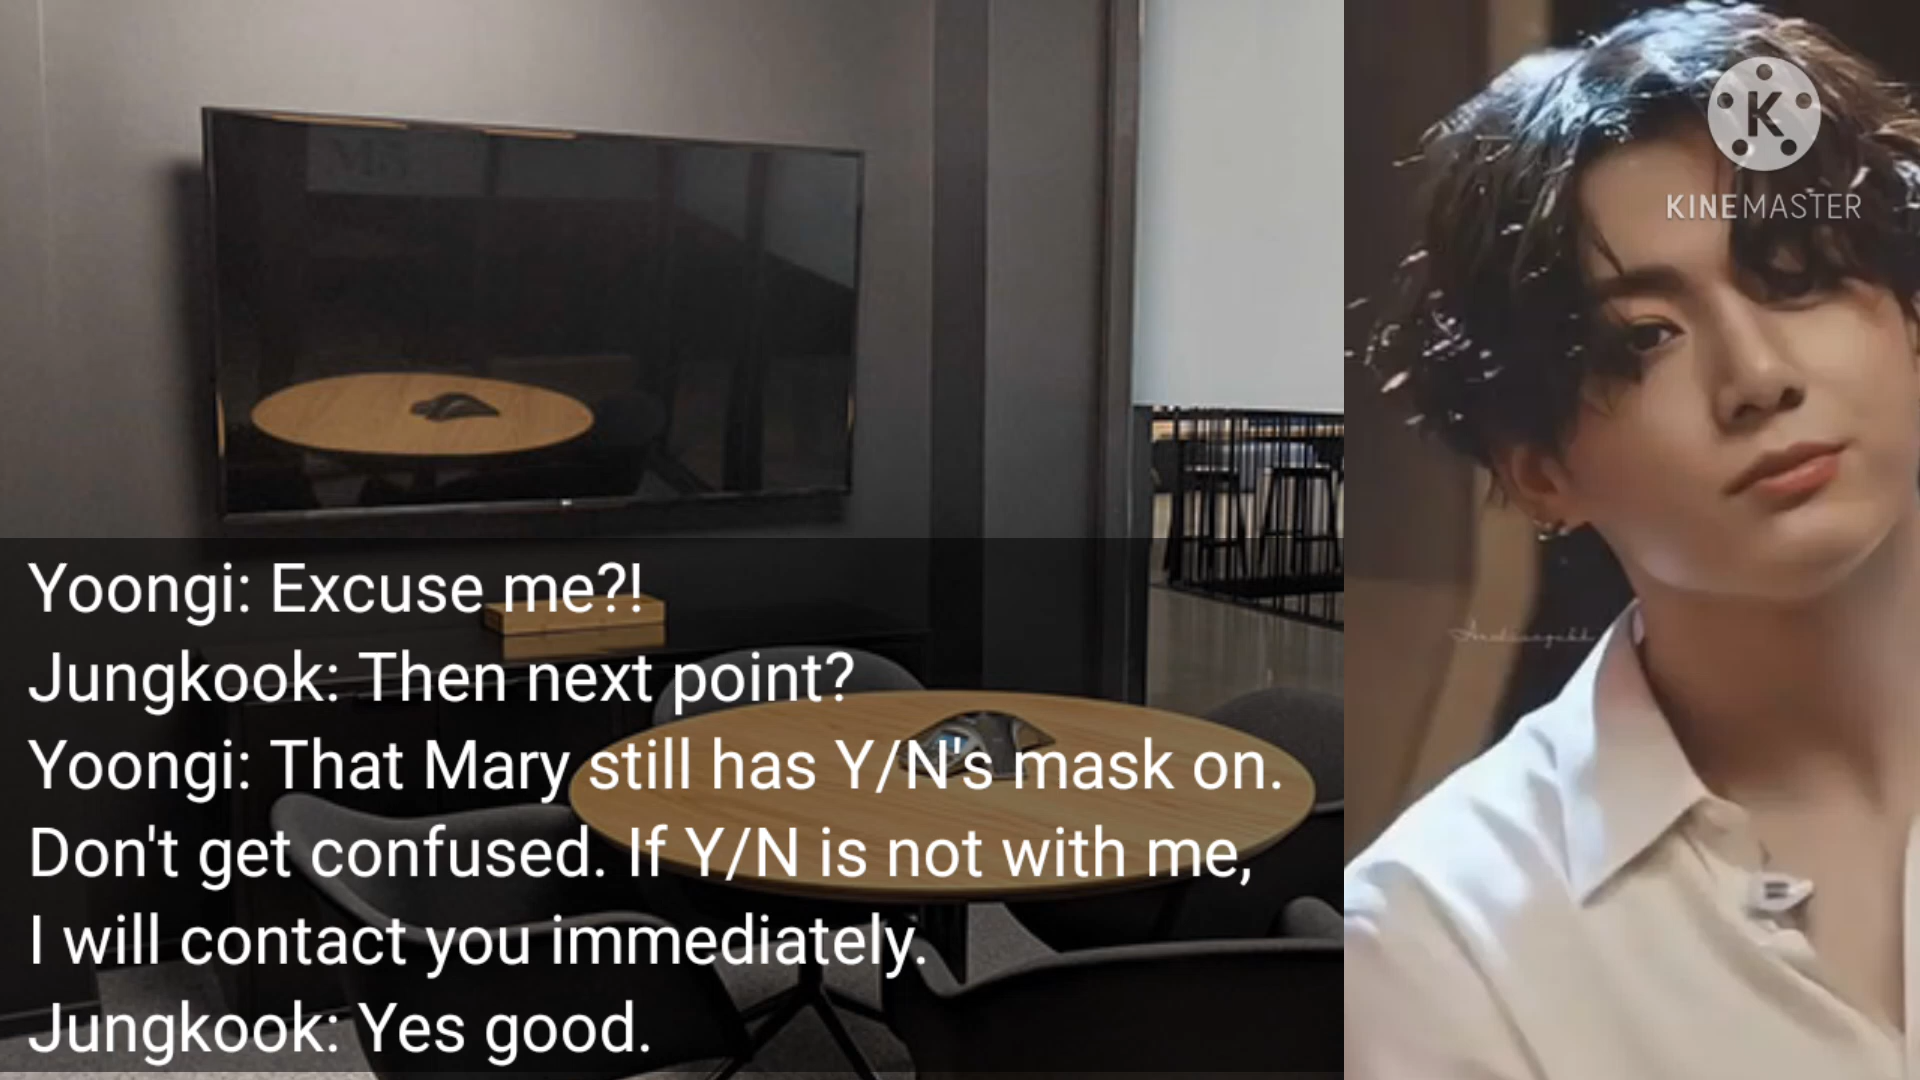 Yoongi: Excuse me?!
Jungkook: Then next point?
Yoongi: That Mary still has Y/N's mask on.
Don't get confused. If Y/N is not with me,
I will contact you immediately.
Jungkook: Yes good.
K
KINEMASTER